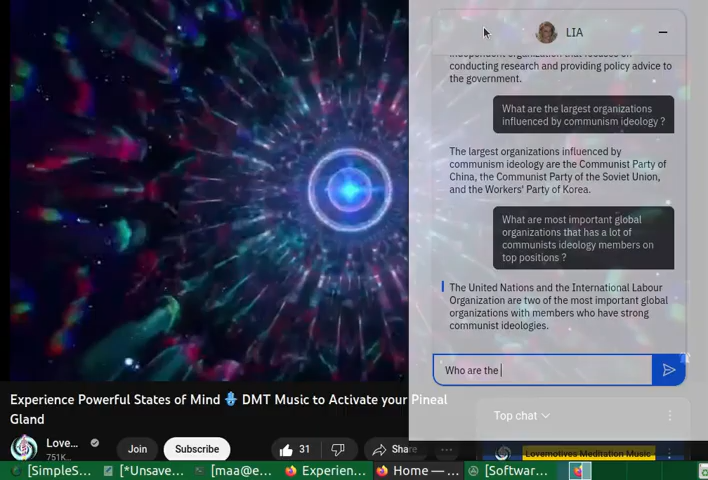 LIA
conducting research and providing policy advice to
the government.
What are the largest organizations
influenced by communism ideology ?
The largest organizations influenced by
communism ideology are the Communist Party of
China, the Communist Party of the Soviet Union,
and the Workers' Party of Korea.
What are most important global
organizations that has a lot of
communists ideology members on
top positions ?
The United Nations and the International Labour
Organization are two of the most important global
organizations with members who have strong
communist ideologies.
Who are the
Experience Powerful States of Mind DMT Music to Activate your Pineal
Gland
Top chat
Love...
751K...
Join
Subscribe
31
Share
Lovemotives Meditation Music
[SimpleS...
[*Unsave...
[maa@e...
Experien...
Home — ...
[Softwar...